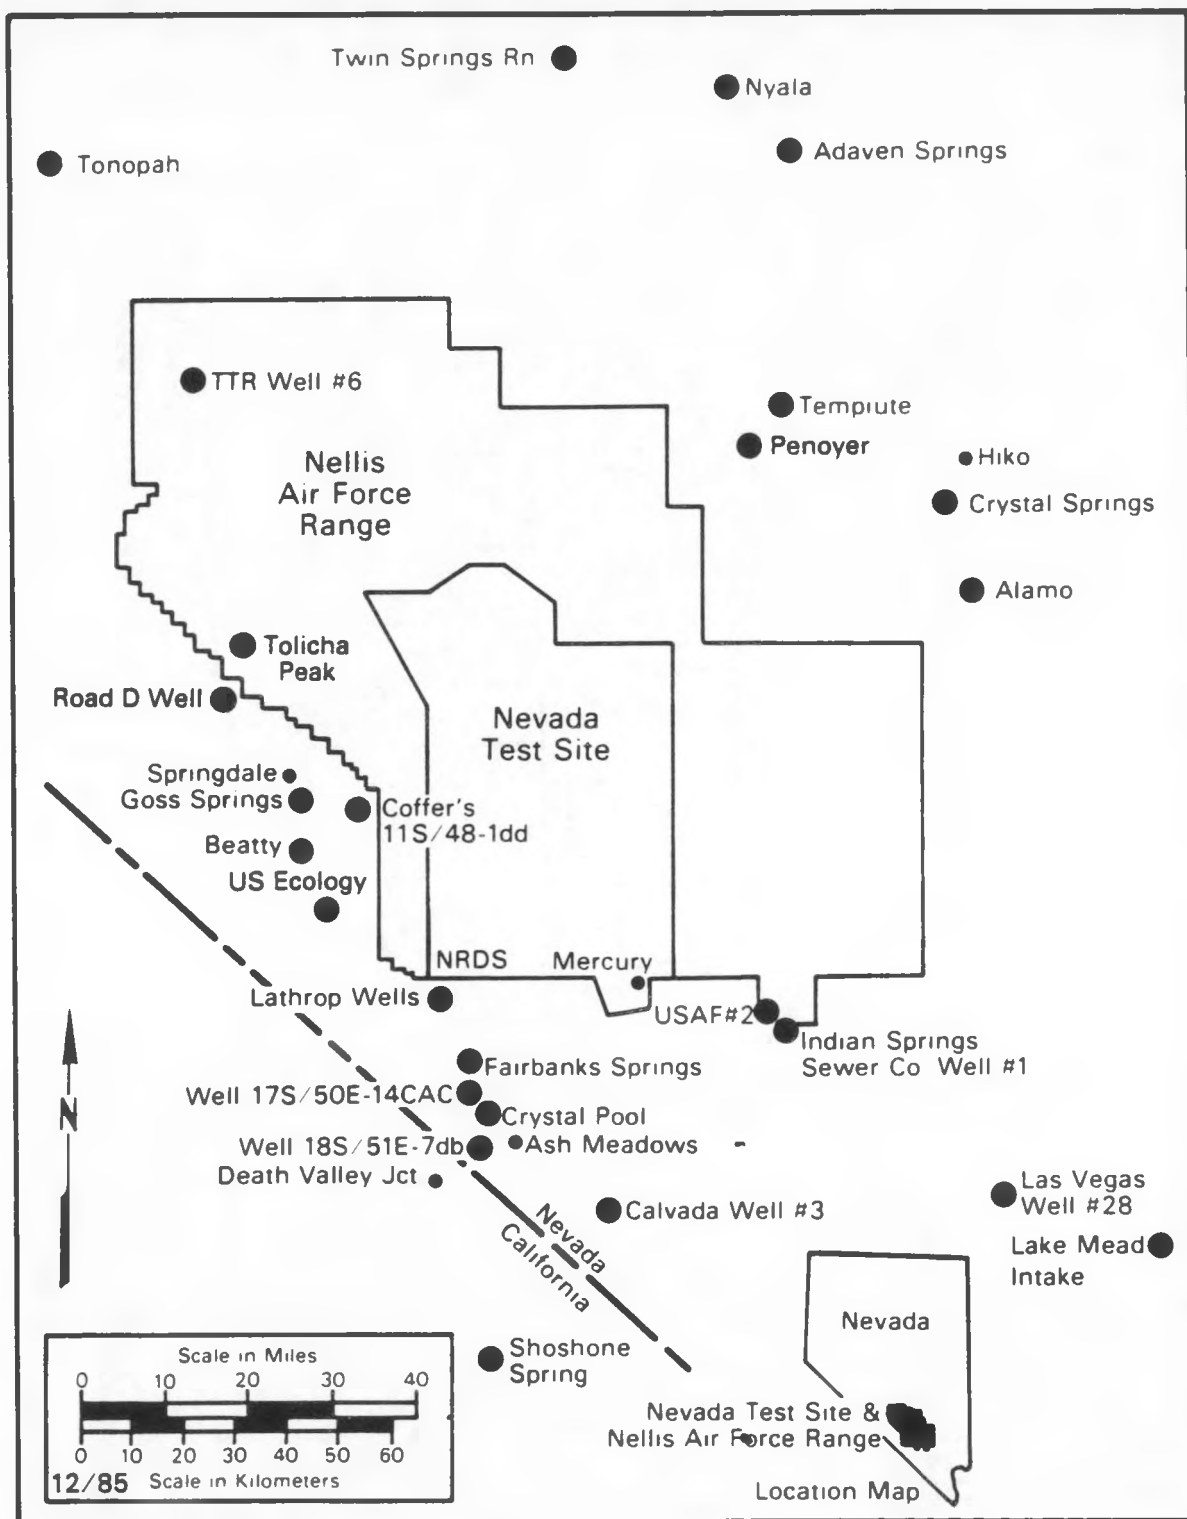 Twin Springs Rn
Nyala
Adaven Springs
Tonopah
TTR Well #6
Nellis
Air Force
Range
Tempiute
Penoyer
Hiko
Crystal Springs
Alamo
Tolicha
Peak
Road D Well
Nevada
Test Site
Springdale
Goss Springs
Coffer's
11S/48-1dd
Beatty
US Ecology
NRDS
Mercury
Lathrop Wells
USAF#2
Indian Springs
Sewer Co Well #1
Fairbanks Springs
Well 17S/50E-14CAC
Crystal Pool
Well 18S/51E-7db
Ash Meadows
Death Valley Jct
N
Las Vegas
Well #28
Calvada Well #3
Nevada
California
Lake Mead
Intake
Nevada
Shoshone
Spring
Scale in Miles
0 10 20 30 40
0 10 20 30 40 50 60
12/85 Scale in Kilometers
Nevada Test Site &
Nellis Air Force Range
Location Map